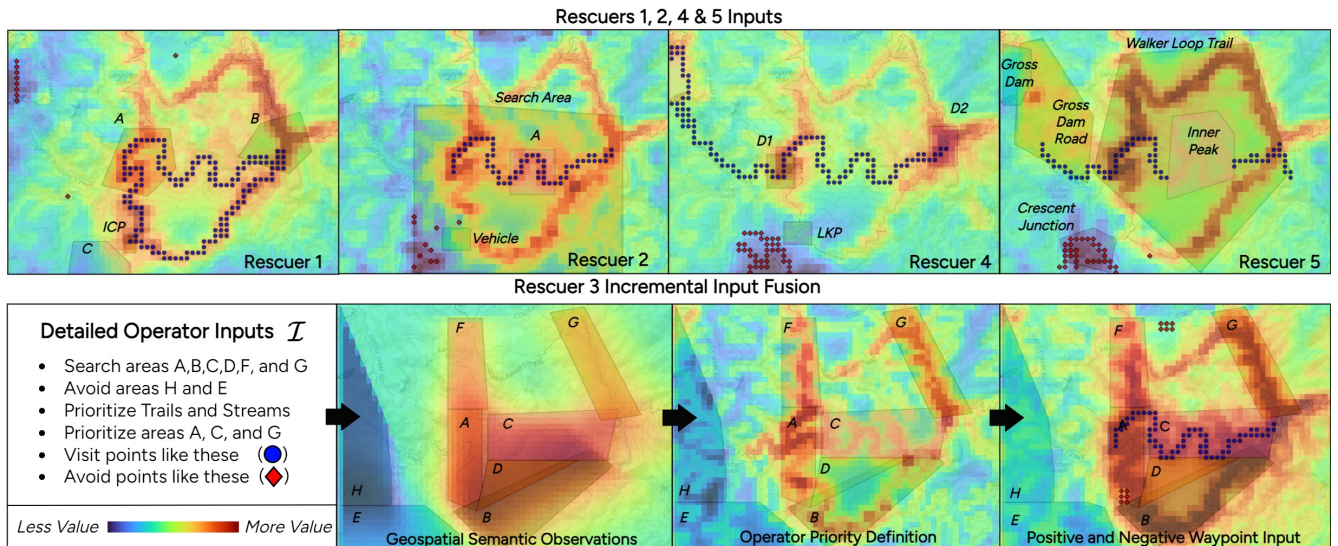 Rescuers 1, 2, 4 & 5 Inputs
A
B
ICP
C
Rescuer 1
Search Area
A
Vehicle
Rescuer 2
D1
D2
LKP
Rescuer 4
Walker Loop Trail
Gross
Dam
Gross
Dam
Road
Inner
Peak
Crescent
Junction
Rescuer 5
Rescuer 3 Incremental Input Fusion
Detailed Operator Inputs I
• Search areas A,B,C,D,F, and G
• Avoid areas H and E
• Prioritize Trails and Streams
• Prioritize areas A, C, and G
• Visit points like these ( )
• Avoid points like these ( )
Less Value More Value
F
G
A
C
D
H
E
B
Geospatial Semantic Observations
F
G
A
C
D
H
E
B
Operator Priority Definition
F
G
A
C
D
H
E
B
Positive and Negative Waypoint Input